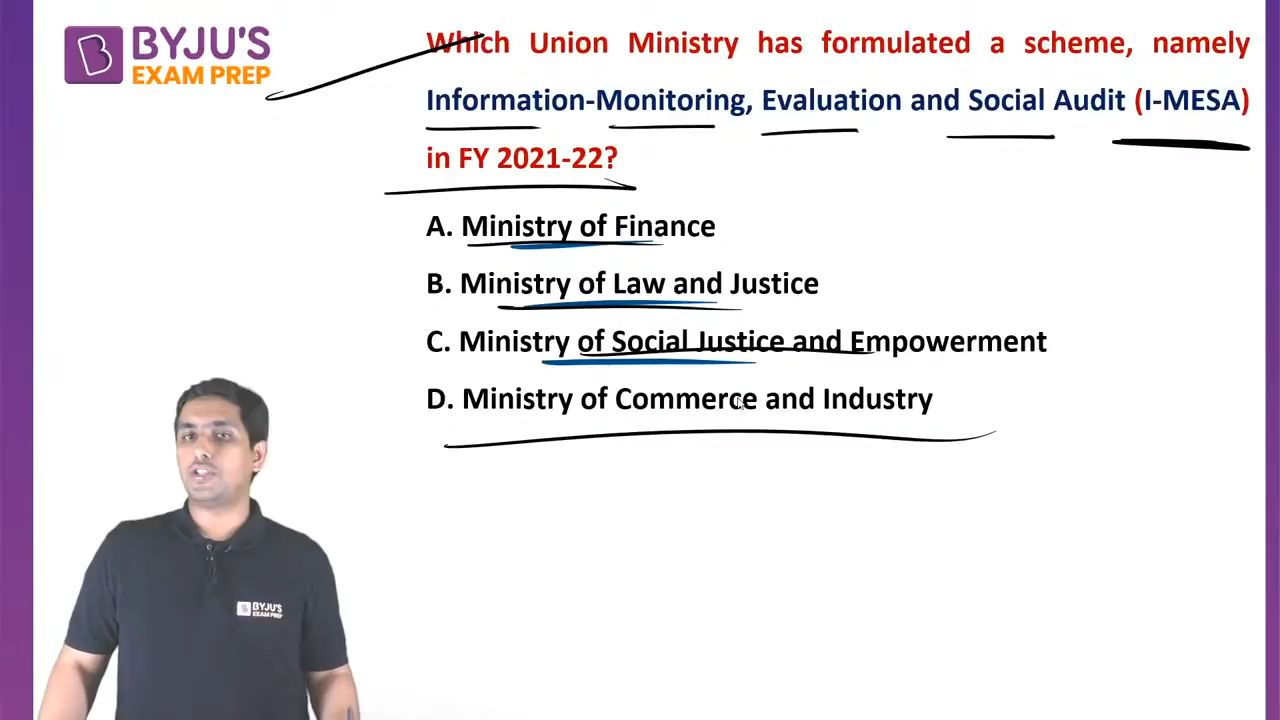 BYJU'S
EXAM PREP
Which Union Ministry has formulated a scheme, namely
Information-Monitoring, Evaluation and Social Audit (I-MESA)
in FY 2021-22?
A. Ministry of Finance
B. Ministry of Law and Justice
C. Ministry of Social Justice and Empowerment
D. Ministry of Commerce and Industry
BYJU'S
EXAM PREP